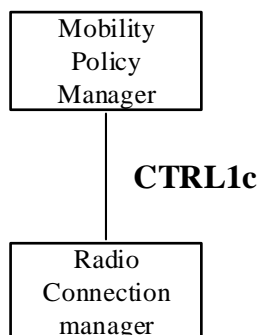 Mobility
Policy
Manager
CTRL1c
Radio
Connection
manager